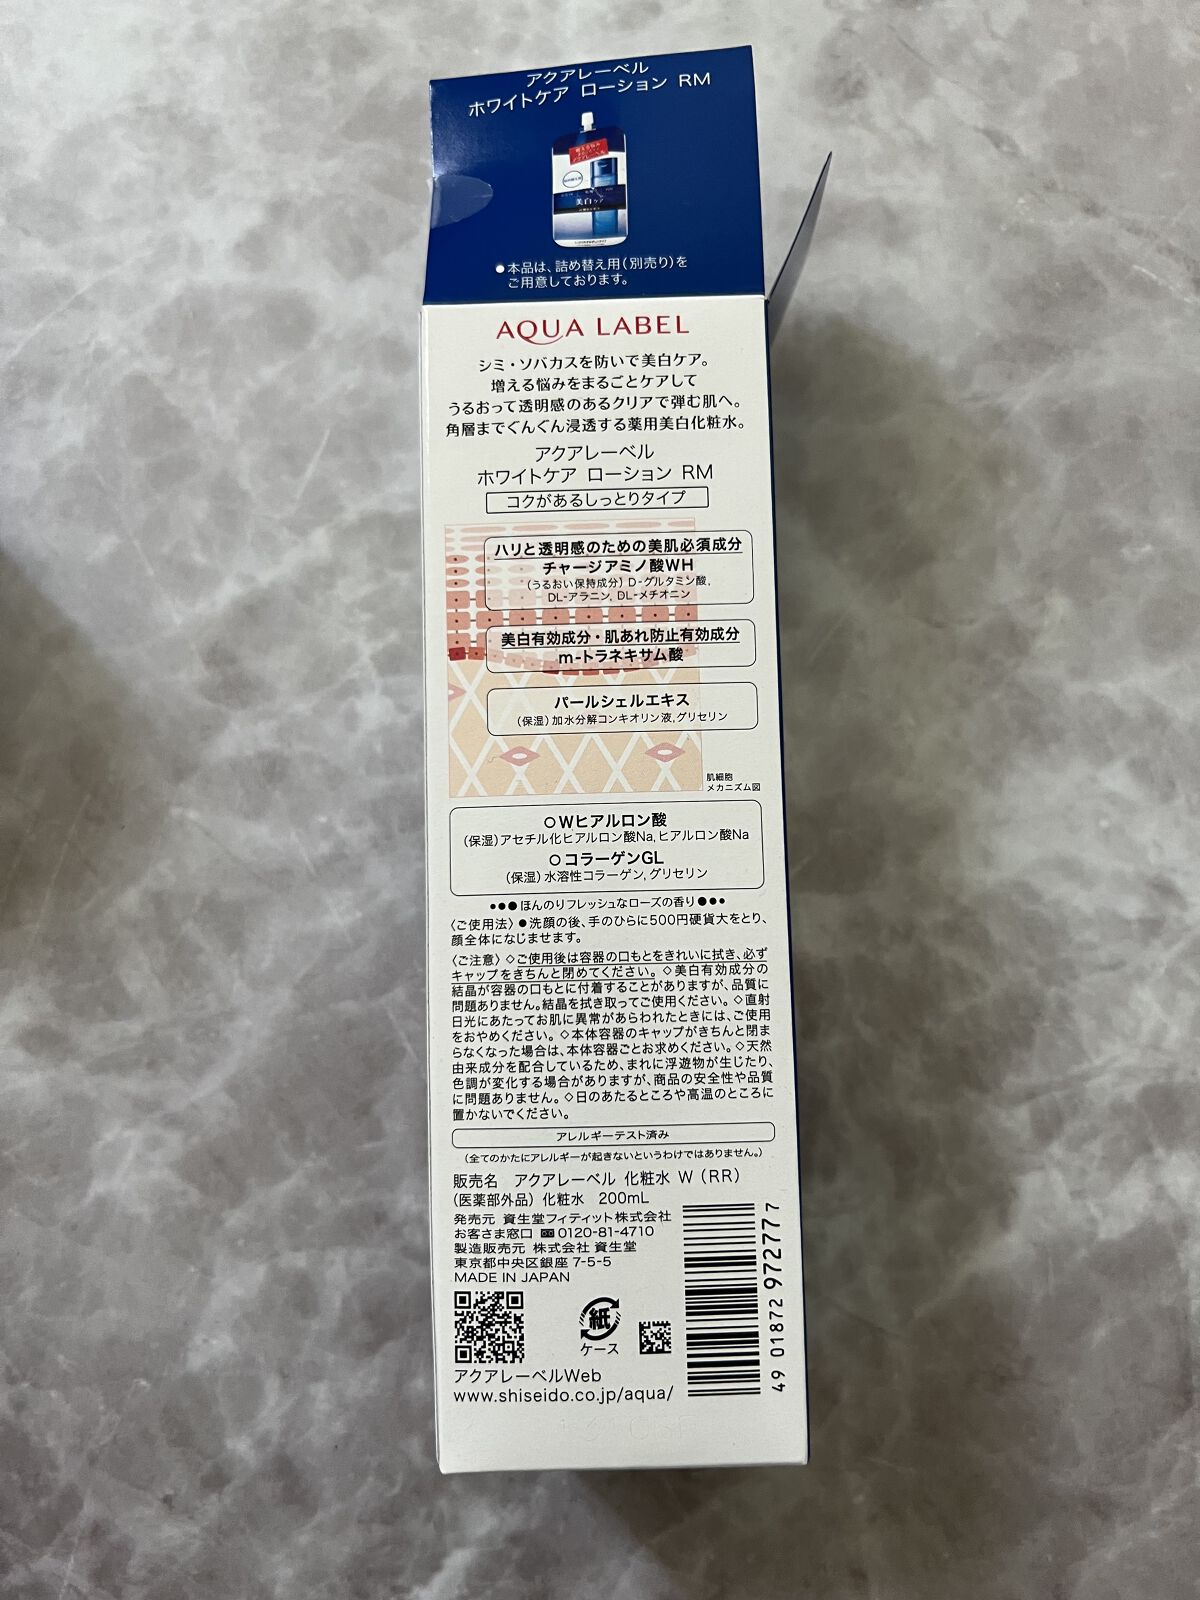 アクアレーベル
ホワイトケア ローション RM
美白ケア
●本品は、詰め替え用(別売り)を
ご用意しております。
AQUA LABEL
シミ・ソバカスを防いで美白ケア。
増える悩みをまるごとケアして
うるおって透明感のあるクリアで弾む肌へ。
角層までぐんぐん浸透する薬用美白化粧水。
アクアレーベル
ホワイトケア ローション RM
コクがあるしっとりタイプ
ハリと透明感のための美肌必須成分
チャージアミノ酸WH
(うるおい保持成分) D-グルタミン酸,
DL-アラニン, DL-メチオニン
美白有効成分・肌あれ防止有効成分
m-トラネキサム酸
パールシェルエキス
(保湿) 加水分解コンキオリン液, グリセリン
肌細胞
メカニズム図
○Wヒアルロン酸
(保湿)アセチル化ヒアルロン酸Na, ヒアルロン酸Na
○コラーゲンGL
(保湿) 水溶性コラーゲン, グリセリン
●●●ほんのりフレッシュなローズの香り●●●
〈ご使用法〉●洗顔の後、手のひらに500円硬貨大をとり、
顔全体になじませます。
〈ご注意〉◇ご使用後は容器の口もとをきれいに拭き、必ず
キャップをきちんと閉めてください。◇美白有効成分の
結晶が容器の口もとに付着することがありますが、品質に
問題ありません。結晶を拭き取ってご使用ください。◇直射
日光にあたってお肌に異常があらわれたときには、ご使用
をおやめください。◇本体容器のキャップがきちんと閉ま
らなくなった場合は、本体容器ごとお求めください。◇天然
由来成分を配合しているため、まれに浮遊物が生じたり、
色調が変化する場合がありますが、商品の安全性や品質
に問題ありません。◇日のあたるところや高温のところに
置かないでください。
アレルギーテスト済み
(全てのかたにアレルギーが起きないというわけではありません。)
販売名 アクアレーベル 化粧水 W (RR)
(医薬部外品) 化粧水 200mL
発売元 資生堂フィティット株式会社
お客さま窓口 0120-81-4710
製造販売元 株式会社 資生堂
東京都中央区銀座 7-5-5
MADE IN JAPAN
紙
ケース
アクアレーベルWeb
www.shiseido.co.jp/aqua/
49 01872 972777